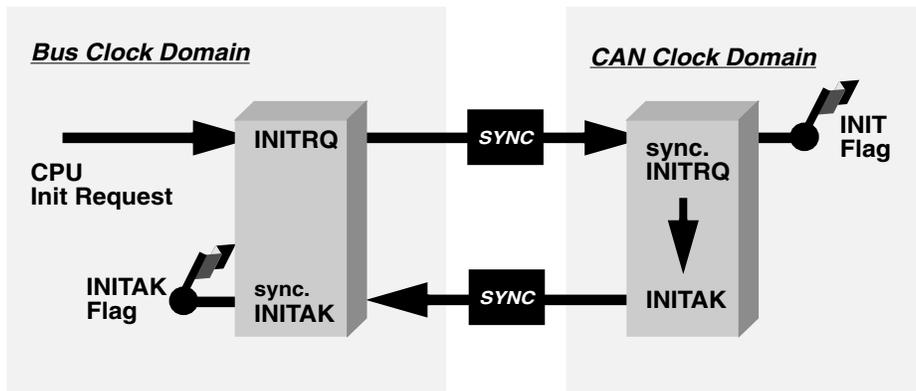 Bus Clock Domain
CAN Clock Domain
CPU
Init Request
INITRQ
SYNC
sync.
INITRQ
INIT
Flag
INITAK
Flag
sync.
INITAK
SYNC
INITAK